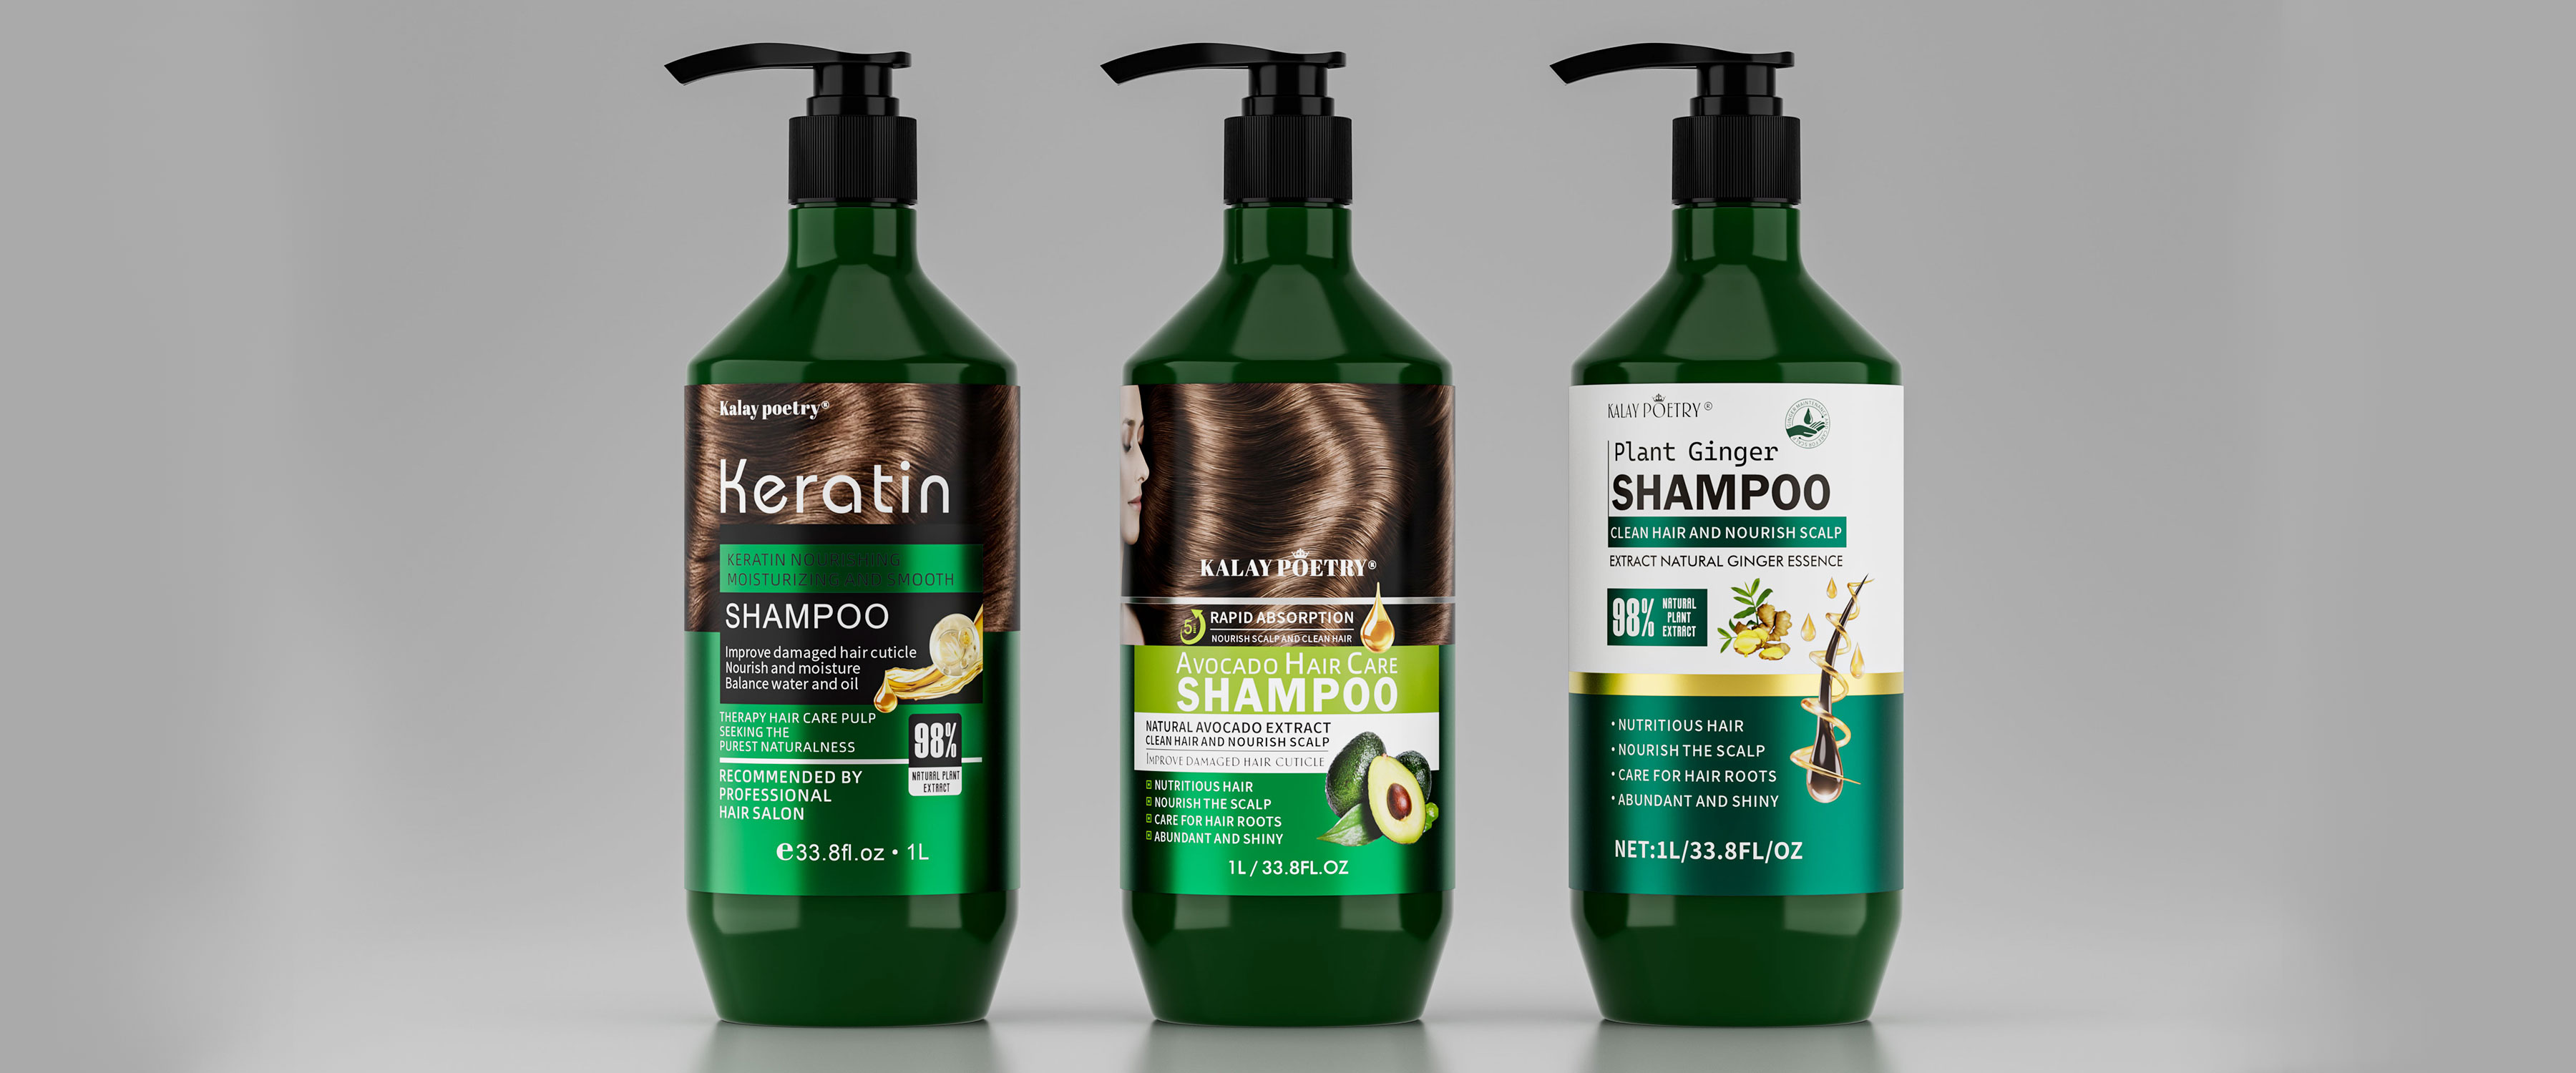 Kalay poetry®
Keratin
KERATIN NOURISHING
MOISTURIZING AND SMOOTH
SHAMPOO
Improve damaged hair cuticle
Nourish and moisture
Balance water and oil
THERAPY HAIR CARE PULP
SEEKING THE
PUREST NATURALNESS
98%
NATURAL PLANT
EXTRACT
RECOMMENDED BY
PROFESSIONAL
HAIR SALON
e33.8fl.oz • 1L
KALAY POETRY®
5
RAPID ABSORPTION
NOURISH SCALP AND CLEAN HAIR
AVOCADO HAIR CARE
SHAMPOO
NATURAL AVOCADO EXTRACT
CLEAN HAIR AND NOURISH SCALP
IMPROVE DAMAGED HAIR CUTICLE
NUTRITIOUS HAIR
NOURISH THE SCALP
CARE FOR HAIR ROOTS
ABUNDANT AND SHINY
1L / 33.8FL.OZ
KALAY POETRY®
Plant Ginger
SHAMPOO
CLEAN HAIR AND NOURISH SCALP
EXTRACT NATURAL GINGER ESSENCE
98%
NATURAL
PLANT
EXTRACT
• NUTRITIOUS HAIR
• NOURISH THE SCALP
• CARE FOR HAIR ROOTS
• ABUNDANT AND SHINY
NET:1L/33.8FL/OZ